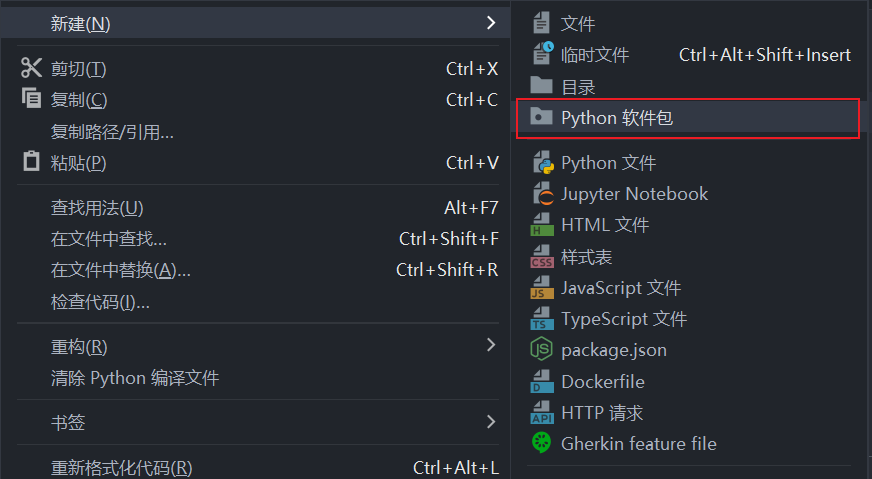 新建(N)
剪切(T) Ctrl+X
复制(C) Ctrl+C
复制路径/引用...
粘贴(P) Ctrl+V
查找用法(U) Alt+F7
在文件中查找... Ctrl+Shift+F
在文件中替换(A)... Ctrl+Shift+R
检查代码(I)...
重构(R)
清除 Python 编译文件
书签
重新格式化代码(R) Ctrl+Alt+L
文件
临时文件 Ctrl+Alt+Shift+Insert
目录
Python 软件包
Python 文件
Jupyter Notebook
H HTML 文件
CSS 样式表
JS JavaScript 文件
TS TypeScript 文件
JS package.json
D Dockerfile
API HTTP 请求
Gherkin feature file